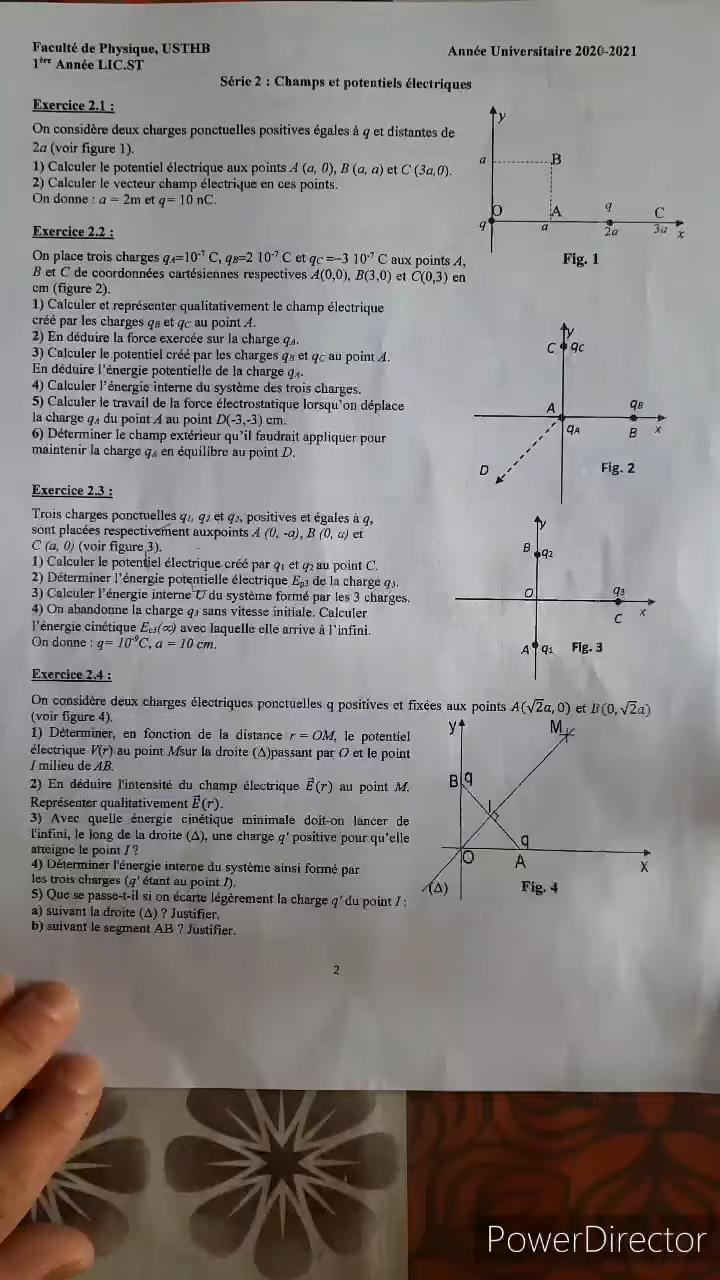 Faculté de Physique, USTHB
Année Universitaire 2020-2021
1ère Année LIC.ST
Série 2 : Champs et potentiels électriques
Exercice 2.1 :
On considère deux charges ponctuelles positives égales à q et distantes de
2a (voir figure 1).
1) Calculer le potentiel électrique aux points A (a, 0), B (a, a) et C (3a,0).
2) Calculer le vecteur champ électrique en ces points.
On donne : a = 2m et q= 10 nC.
y
a
B
O
A
q
C
q
a
2a
3a
x
Fig. 1
Exercice 2.2 :
On place trois charges qA=10⁻⁷ C, qB=2 10⁻⁷ C et qC =-3 10⁻⁷ C aux points A,
B et C de coordonnées cartésiennes respectives A(0,0), B(3,0) et C(0,3) en
cm (figure 2).
1) Calculer et représenter qualitativement le champ électrique
créé par les charges qB et qC au point A.
2) En déduire la force exercée sur la charge qA.
3) Calculer le potentiel créé par les charges qB et qC au point A.
En déduire l'énergie potentielle de la charge qA.
4) Calculer l'énergie interne du système des trois charges.
5) Calculer le travail de la force électrostatique lorsqu'on déplace
la charge qA du point A au point D(-3,-3) cm.
6) Déterminer le champ extérieur qu'il faudrait appliquer pour
maintenir la charge qA en équilibre au point D.
y
C
qC
A
qB
qA
B
x
D
Fig. 2
Exercice 2.3 :
Trois charges ponctuelles q1, q2 et q3, positives et égales à q,
sont placées respectivement auxpoints A (0, -a), B (0, a) et
C (a, 0) (voir figure 3).
1) Calculer le potentiel électrique créé par q1 et q2 au point C.
2) Déterminer l'énergie potentielle électrique Ep3 de la charge q3.
3) Calculer l'énergie interne U du système formé par les 3 charges.
4) On abandonne la charge q3 sans vitesse initiale. Calculer
l'énergie cinétique Ec3(∞) avec laquelle elle arrive à l'infini.
On donne : q= 10⁻⁹C, a = 10 cm.
y
B
q2
O
q3
C
x
A
q1
Fig. 3
Exercice 2.4 :
On considère deux charges électriques ponctuelles q positives et fixées aux points A(√2a, 0) et B(0, √2a)
(voir figure 4).
1) Déterminer, en fonction de la distance r = OM, le potentiel
électrique V(r) au point Msur la droite (Δ)passant par O et le point
I milieu de AB.
2) En déduire l'intensité du champ électrique E⃗(r) au point M.
Représenter qualitativement E⃗(r).
3) Avec quelle énergie cinétique minimale doit-on lancer de
l'infini, le long de la droite (Δ), une charge q' positive pour qu'elle
atteigne le point I ?
4) Déterminer l'énergie interne du système ainsi formé par
les trois charges (q' étant au point I).
5) Que se passe-t-il si on écarte légèrement la charge q' du point I :
a) suivant la droite (Δ) ? Justifier.
b) suivant le segment AB ? Justifier.
y
M
B
q
I
q
O
A
X
(Δ)
Fig. 4
2
PowerDirector